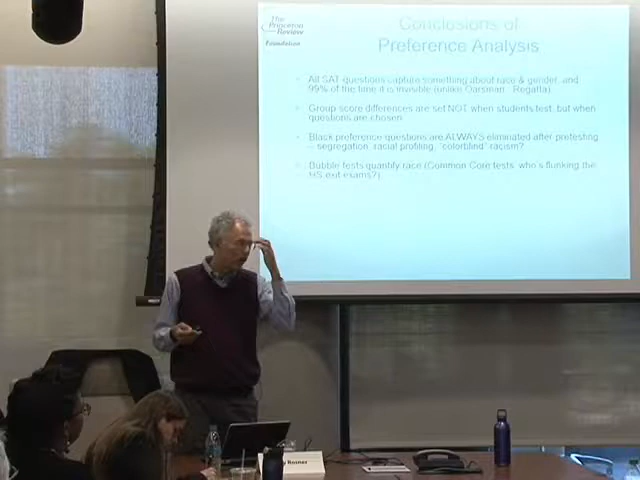 The
Princeton
Review
Foundation
Conclusions of
Preference Analysis
All SAT questions capture something about race & gender, and
99% of the time it is invisible (unlike Oarsman : Regatta).
Group score differences are set NOT when students test, but when
questions are chosen
Black preference questions are ALWAYS eliminated after pretesting
– segregation, racial profiling, "colorblind" racism?
Bubble tests quantify race (Common Core tests, who's flunking the
HS exit exams?)
Rosner